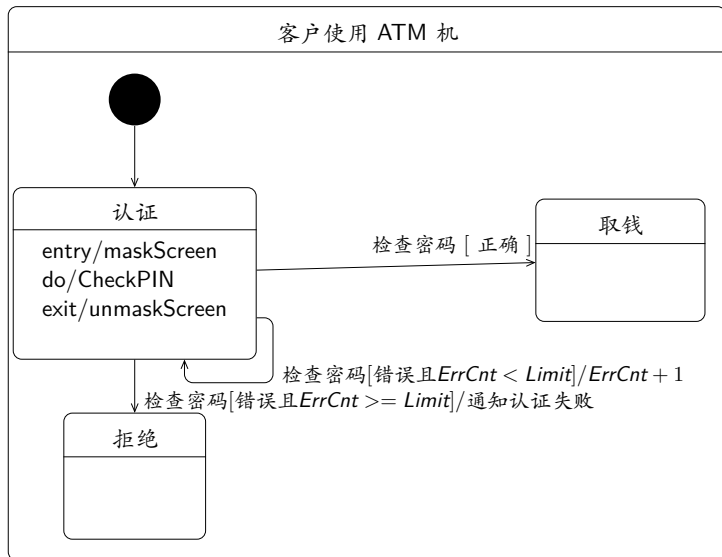 客户使用 ATM 机
认证
entry/maskScreen
do/CheckPIN
exit/unmaskScreen
检查密码 [ 正确 ]
取钱
检查密码[错误且ErrCnt < Limit]/ErrCnt + 1
检查密码[错误且ErrCnt >= Limit]/通知认证失败
拒绝